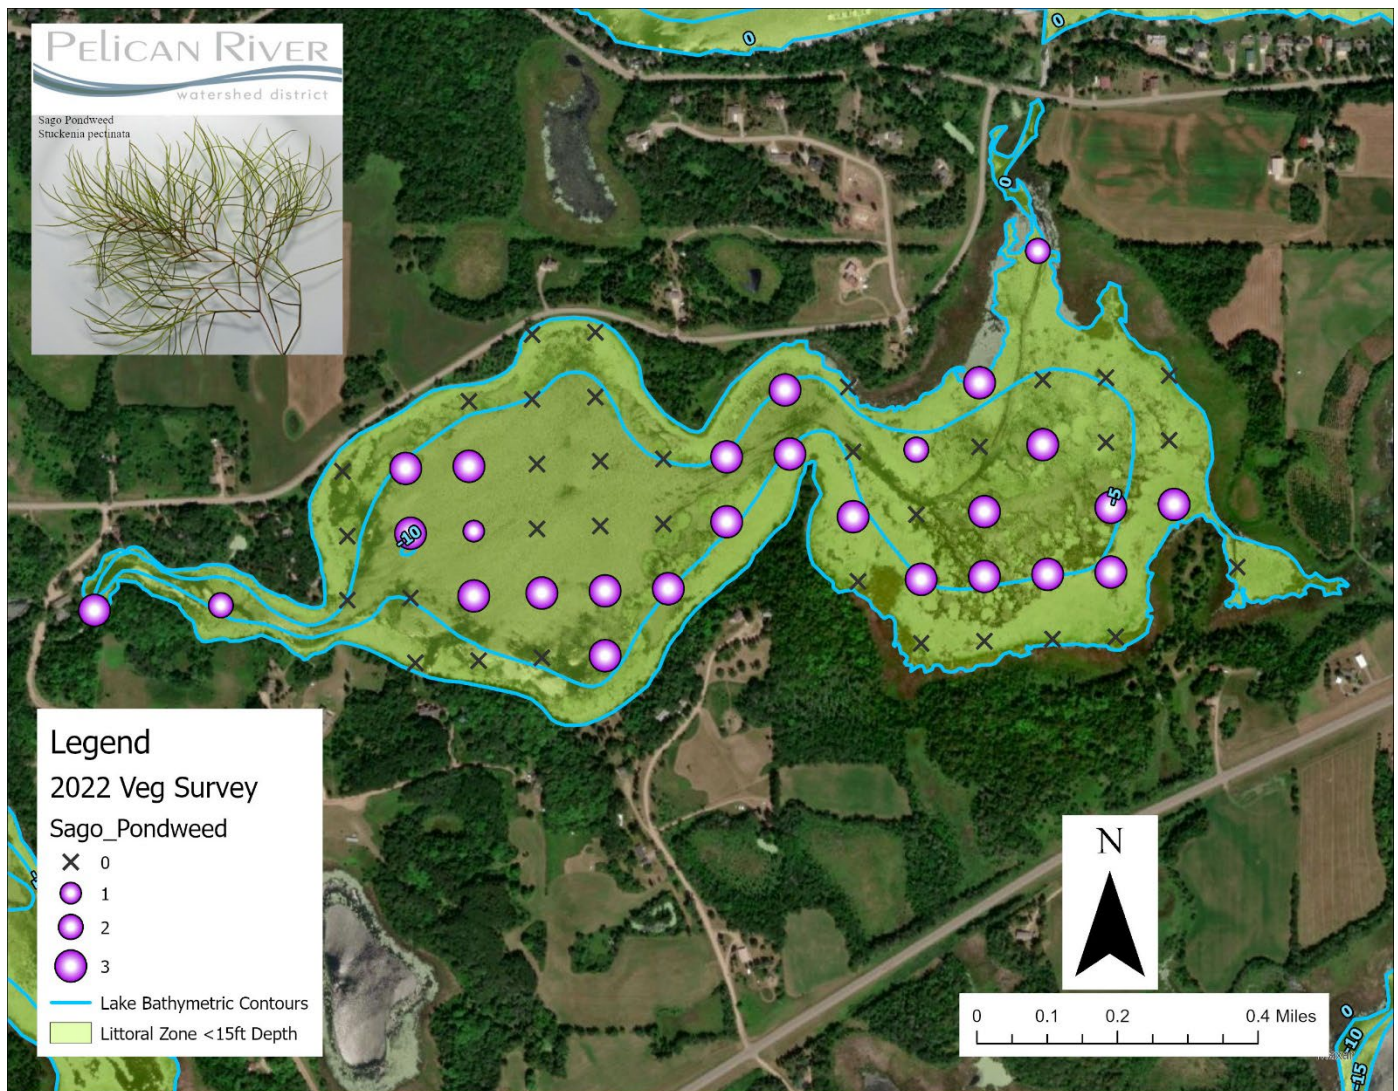 PELICAN RIVER
watershed district
Sago Pondweed
Stuckenia pectinata
0
0
0
-5
-10
Legend
2022 Veg Survey
Sago_Pondweed
0
1
2
3
Lake Bathymetric Contours
Littoral Zone <15ft Depth
N
0 0.1 0.2 0.4 Miles
0
-10
-15